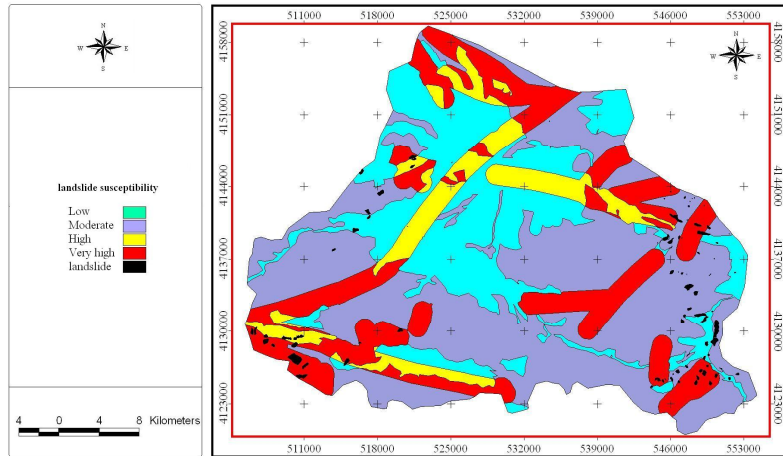 N
W E
S
landslide susceptibility
Low
Moderate
High
Very high
landslide
4 0 4 8 Kilometers
511000 518000 525000 532000 539000 546000 553000
4158000 4158000
N
W E
S
4151000 4151000
4144000 4144000
4137000 4137000
4130000 4130000
4123000 4123000
511000 518000 525000 532000 539000 546000 553000